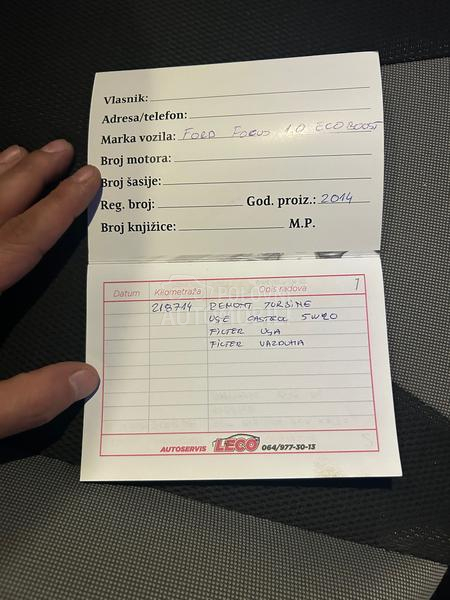 Vlasnik:
Adresa/telefon:
Marka vozila: FORD FOCUS 1.0 ECOBOOST
Broj motora:
Broj šasije:
Reg. broj: God. proiz.: 2014
Broj knjižice: M.P.
1
Datum Kilometraža Opis radova
218714 REMONT TURBINE
ULJE CASTROL 5W20
FILTER ULJA
FILTER VAZDUHA
AUTOSERVIS LECO 064/977-30-13